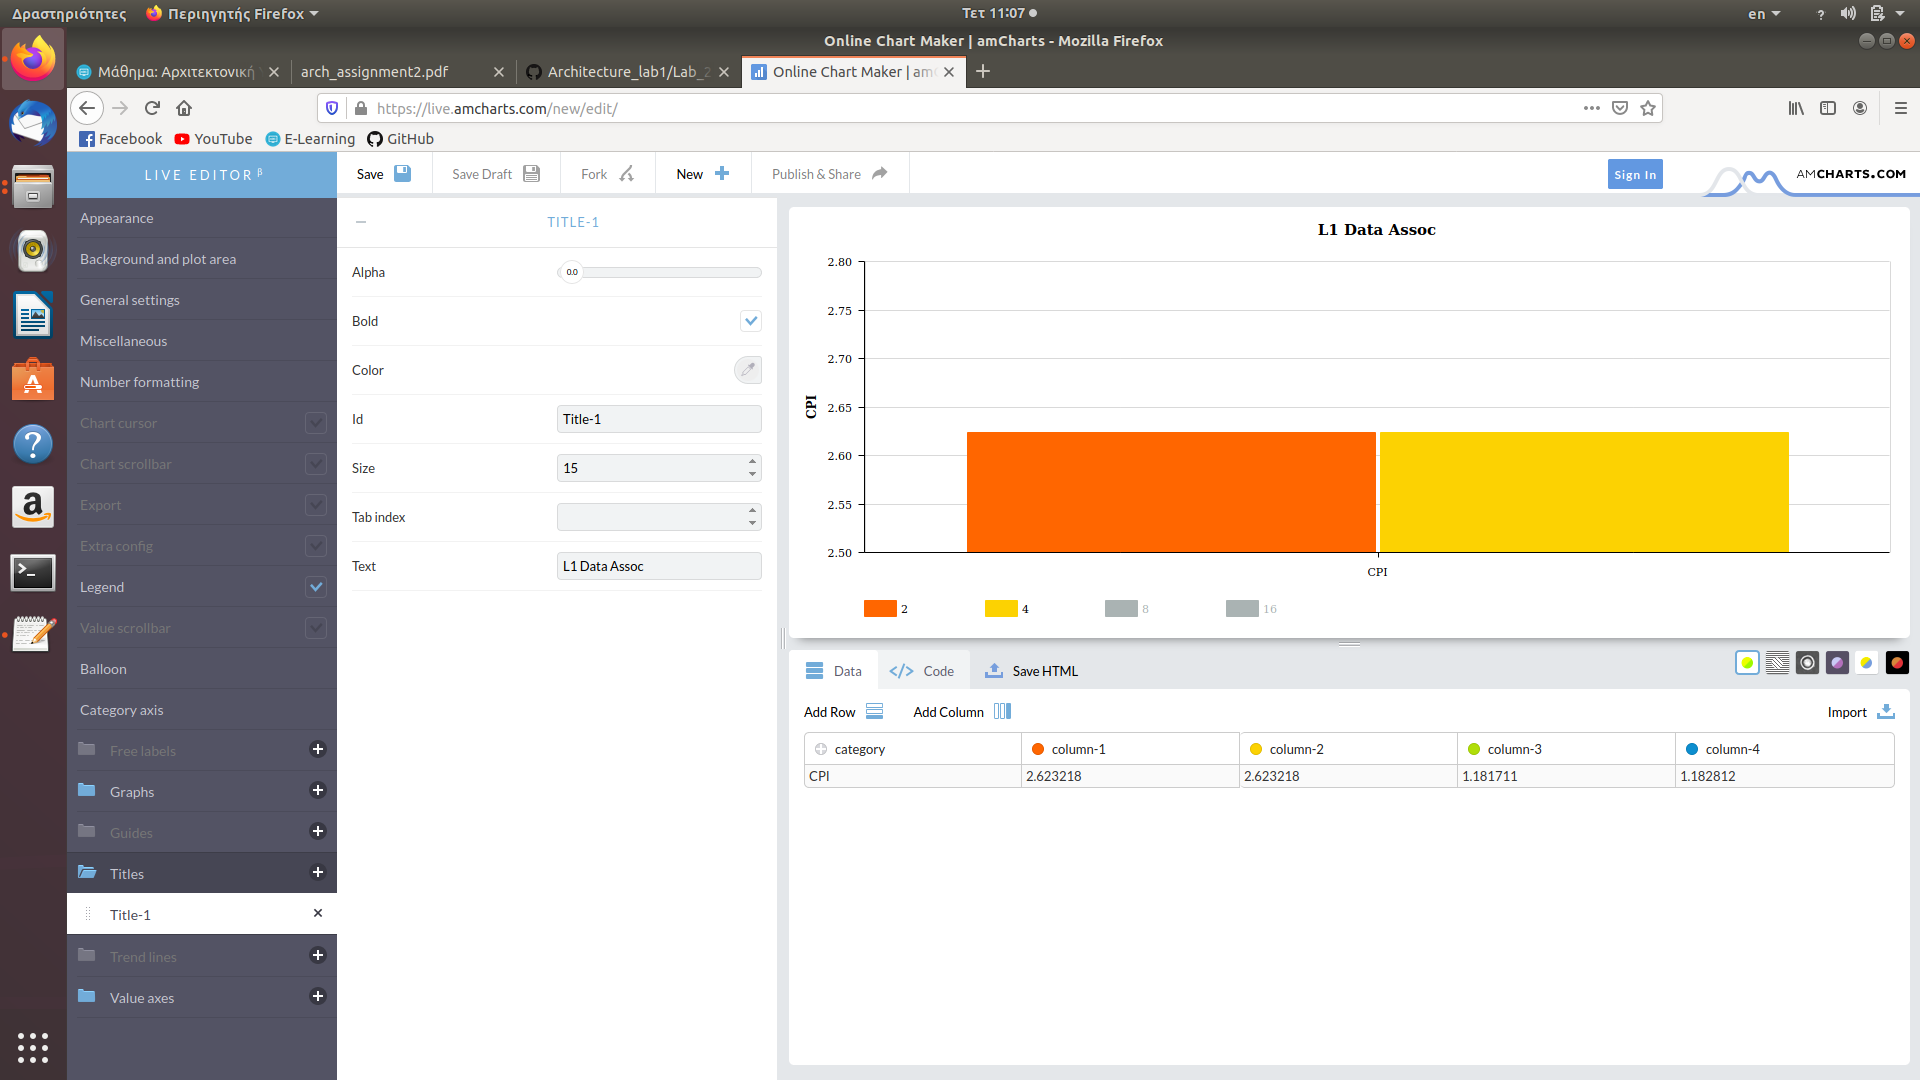 Δραστηριότητες
Περιηγητής Firefox
Τετ 11:07
en
Online Chart Maker | amCharts - Mozilla Firefox
Μάθημα: Αρχιτεκτονική
arch_assignment2.pdf
Architecture_lab1/Lab_2
Online Chart Maker | amC
https://live.amcharts.com/new/edit/
Facebook
YouTube
E-Learning
GitHub
LIVE EDITOR β
Save
Save Draft
Fork
New
Publish & Share
Sign In
AMCHARTS.COM
Appearance
Background and plot area
General settings
Miscellaneous
Number formatting
Chart cursor
Chart scrollbar
Export
Extra config
Legend
Value scrollbar
Balloon
Category axis
Free labels
Graphs
Guides
Titles
Title-1
Trend lines
Value axes
TITLE-1
Alpha
0.0
Bold
Color
Id
Title-1
Size
15
Tab index
Text
L1 Data Assoc
L1 Data Assoc
2.80
2.75
2.70
2.65
2.60
2.55
2.50
CPI
CPI
2
4
8
16
Data
Code
Save HTML
Add Row
Add Column
Import
category
column-1
column-2
column-3
column-4
CPI
2.623218
2.623218
1.181711
1.182812